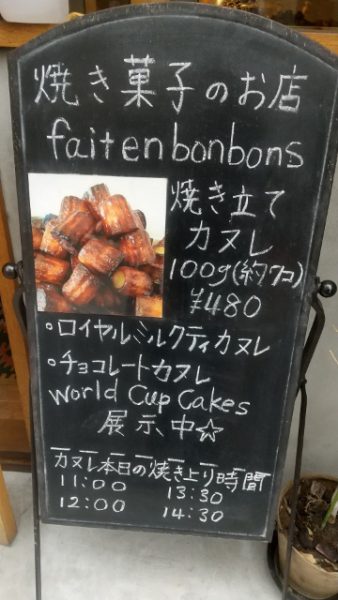 焼き菓子のお店
faitenbonbons
焼き立て
カヌレ
100g(約7コ)
¥480
・ロイヤルミルクティカヌレ
・チョコレートカヌレ
World Cup Cakes
展示中☆
カヌレ本日の焼き上り時間
11:00 13:30
12:00 14:30